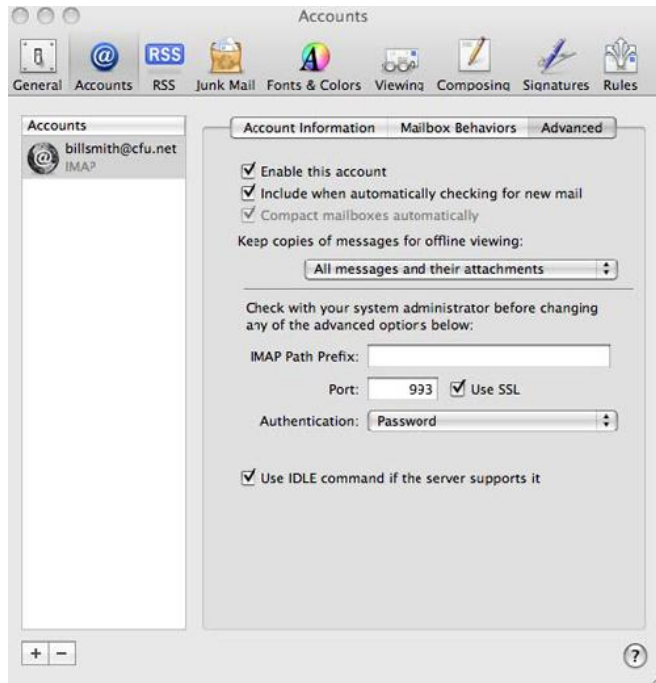 Accounts
General Accounts RSS Junk Mail Fonts & Colors Viewing Composing Signatures Rules
Accounts
billsmith@cfu.net
IMAP
Account Information Mailbox Behaviors Advanced
Enable this account
Include when automatically checking for new mail
Compact mailboxes automatically
Keep copies of messages for offline viewing:
All messages and their attachments
Check with your system administrator before changing
any of the advanced options below:
IMAP Path Prefix:
Port: 993 Use SSL
Authentication: Password
Use IDLE command if the server supports it
+ − ?